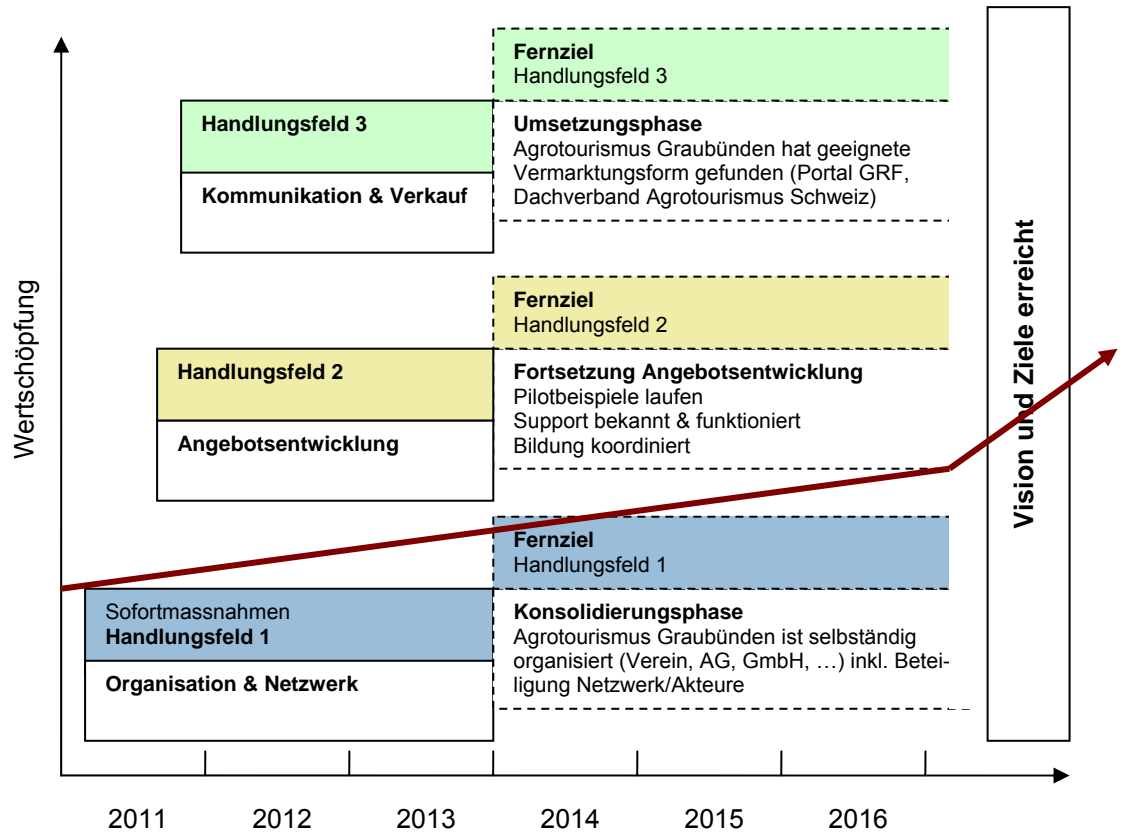 Wertschöpfung
Fernziel
Handlungsfeld 3
Handlungsfeld 3
Kommunikation & Verkauf
Umsetzungsphase
Agrotourismus Graubünden hat geeignete
Vermarktungsform gefunden (Portal GRF,
Dachverband Agrotourismus Schweiz)
Fernziel
Handlungsfeld 2
Handlungsfeld 2
Angebotsentwicklung
Fortsetzung Angebotsentwicklung
Pilotbeispiele laufen
Support bekannt & funktioniert
Bildung koordiniert
Fernziel
Handlungsfeld 1
Sofortmassnahmen
Handlungsfeld 1
Organisation & Netzwerk
Konsolidierungsphase
Agrotourismus Graubünden ist selbständig
organisiert (Verein, AG, GmbH, …) inkl. Betei-
ligung Netzwerk/Akteure
Vision und Ziele erreicht
2011 2012 2013 2014 2015 2016